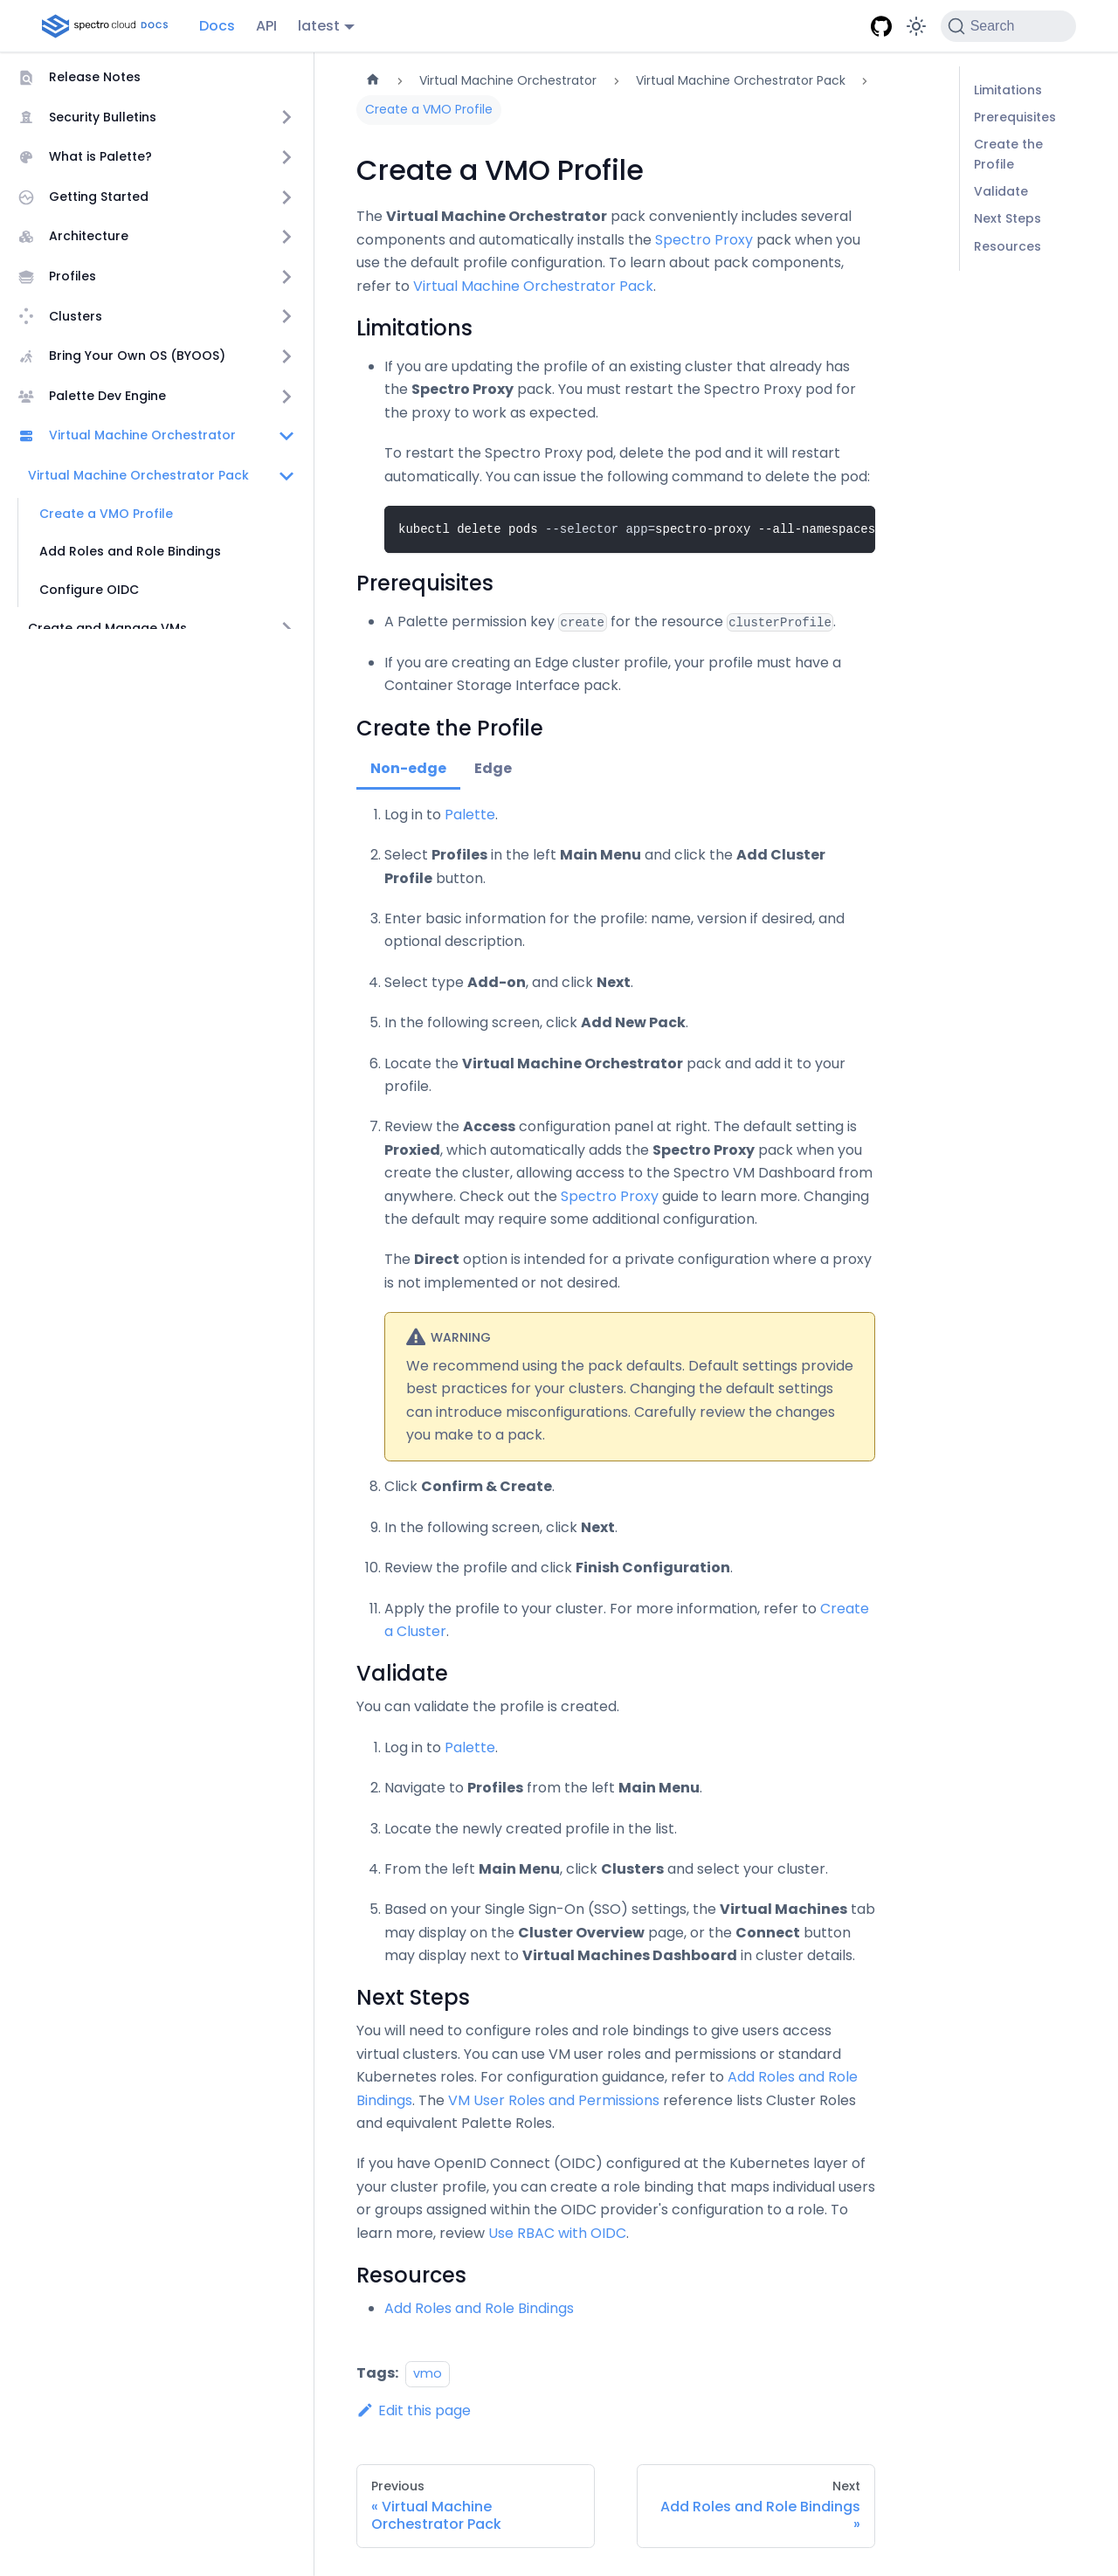 spectro cloud DOCS
Docs
API
latest
Search
Release Notes
Security Bulletins
What is Palette?
Getting Started
Architecture
Profiles
Clusters
Bring Your Own OS (BYOOS)
Palette Dev Engine
Virtual Machine Orchestrator
Virtual Machine Orchestrator Pack
Create a VMO Profile
Add Roles and Role Bindings
Configure OIDC
Create and Manage VMs
Virtual Machine Orchestrator
Virtual Machine Orchestrator Pack
Create a VMO Profile
Create a VMO Profile
The Virtual Machine Orchestrator pack conveniently includes several
components and automatically installs the Spectro Proxy pack when you
use the default profile configuration. To learn about pack components,
refer to Virtual Machine Orchestrator Pack.
Limitations
• If you are updating the profile of an existing cluster that already has
the Spectro Proxy pack. You must restart the Spectro Proxy pod for
the proxy to work as expected.
To restart the Spectro Proxy pod, delete the pod and it will restart
automatically. You can issue the following command to delete the pod:
kubectl delete pods --selector app=spectro-proxy --all-namespaces
Prerequisites
• A Palette permission key create for the resource clusterProfile.
• If you are creating an Edge cluster profile, your profile must have a
Container Storage Interface pack.
Create the Profile
Non-edge
Edge
1. Log in to Palette.
2. Select Profiles in the left Main Menu and click the Add Cluster
Profile button.
3. Enter basic information for the profile: name, version if desired, and
optional description.
4. Select type Add-on, and click Next.
5. In the following screen, click Add New Pack.
6. Locate the Virtual Machine Orchestrator pack and add it to your
profile.
7. Review the Access configuration panel at right. The default setting is
Proxied, which automatically adds the Spectro Proxy pack when you
create the cluster, allowing access to the Spectro VM Dashboard from
anywhere. Check out the Spectro Proxy guide to learn more. Changing
the default may require some additional configuration.
The Direct option is intended for a private configuration where a proxy
is not implemented or not desired.
WARNING
We recommend using the pack defaults. Default settings provide
best practices for your clusters. Changing the default settings
can introduce misconfigurations. Carefully review the changes
you make to a pack.
8. Click Confirm & Create.
9. In the following screen, click Next.
10. Review the profile and click Finish Configuration.
11. Apply the profile to your cluster. For more information, refer to Create
a Cluster.
Validate
You can validate the profile is created.
1. Log in to Palette.
2. Navigate to Profiles from the left Main Menu.
3. Locate the newly created profile in the list.
4. From the left Main Menu, click Clusters and select your cluster.
5. Based on your Single Sign-On (SSO) settings, the Virtual Machines tab
may display on the Cluster Overview page, or the Connect button
may display next to Virtual Machines Dashboard in cluster details.
Next Steps
You will need to configure roles and role bindings to give users access
virtual clusters. You can use VM user roles and permissions or standard
Kubernetes roles. For configuration guidance, refer to Add Roles and Role
Bindings. The VM User Roles and Permissions reference lists Cluster Roles
and equivalent Palette Roles.
If you have OpenID Connect (OIDC) configured at the Kubernetes layer of
your cluster profile, you can create a role binding that maps individual users
or groups assigned within the OIDC provider's configuration to a role. To
learn more, review Use RBAC with OIDC.
Resources
• Add Roles and Role Bindings
Tags: vmo
Edit this page
Previous
« Virtual Machine
Orchestrator Pack
Next
Add Roles and Role Bindings
»
Limitations
Prerequisites
Create the
Profile
Validate
Next Steps
Resources